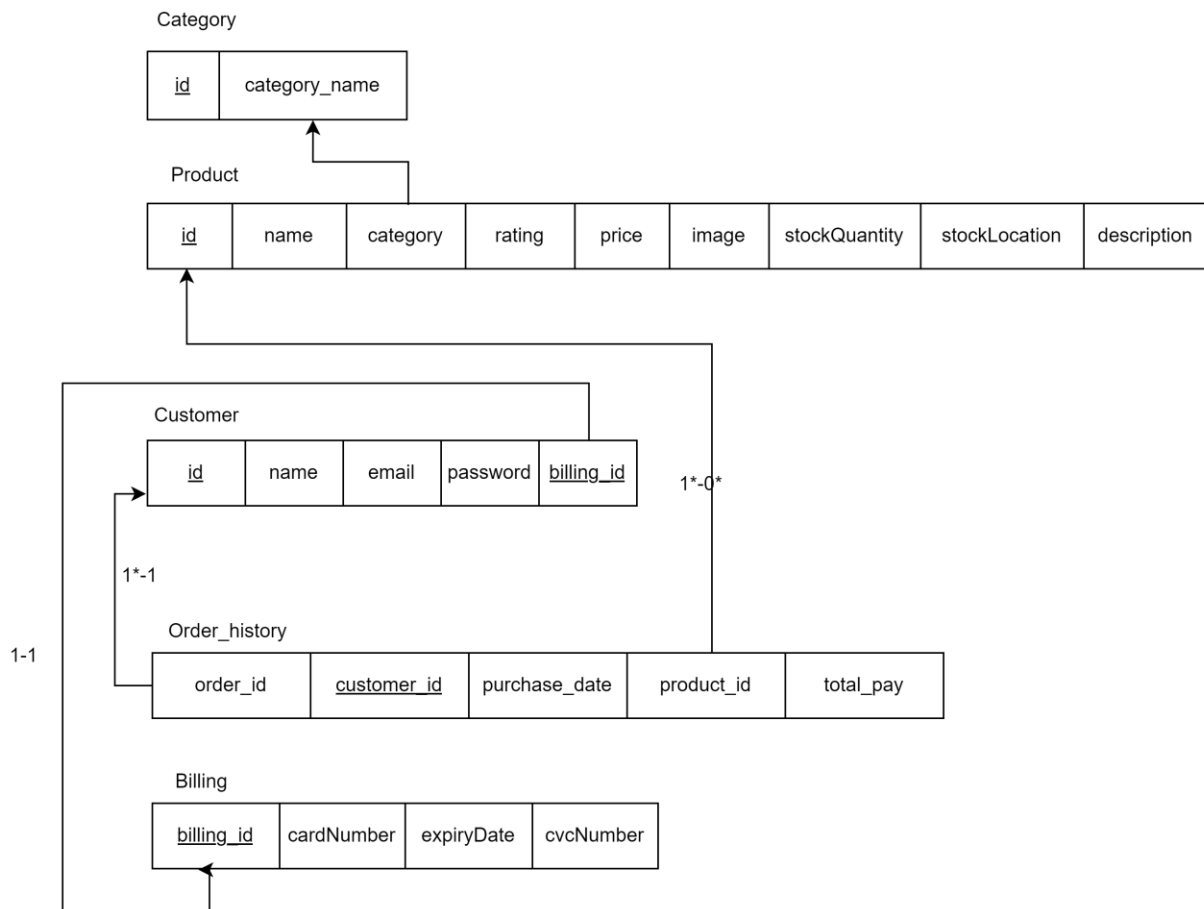 Category
id category_name
Product
id name category rating price image stockQuantity stockLocation description
Customer
id name email password billing_id
1*-0*
1*-1
Order_history
1-1
order_id customer_id purchase_date product_id total_pay
Billing
billing_id cardNumber expiryDate cvcNumber